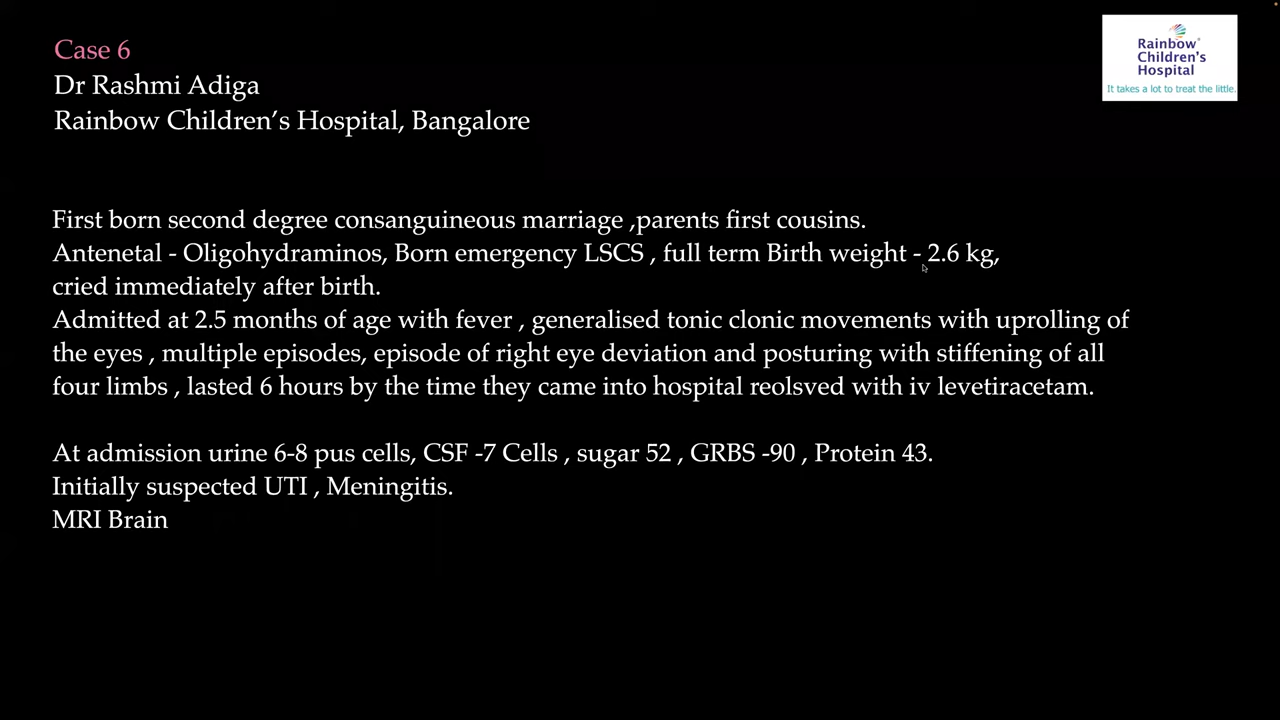 Case 6
Dr Rashmi Adiga
Rainbow Children's Hospital, Bangalore
Rainbow®
Children's
Hospital
It takes a lot to treat the little.
First born second degree consanguineous marriage ,parents first cousins.
Antenetal - Oligohydraminos, Born emergency LSCS , full term Birth weight - 2.6 kg,
cried immediately after birth.
Admitted at 2.5 months of age with fever , generalised tonic clonic movements with uprolling of
the eyes , multiple episodes, episode of right eye deviation and posturing with stiffening of all
four limbs , lasted 6 hours by the time they came into hospital reolsved with iv levetiracetam.
At admission urine 6-8 pus cells, CSF -7 Cells , sugar 52 , GRBS -90 , Protein 43.
Initially suspected UTI , Meningitis.
MRI Brain